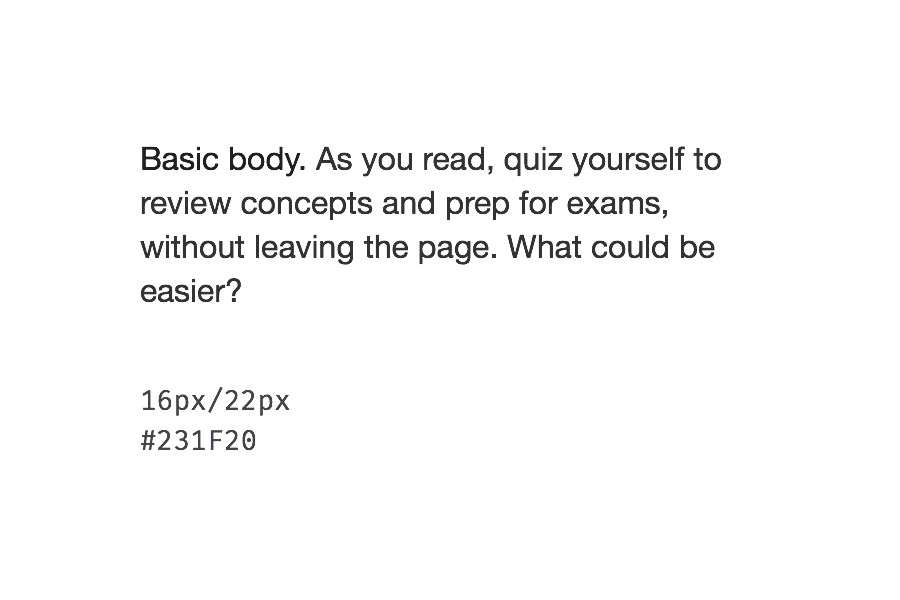 Basic body. As you read, quiz yourself to
review concepts and prep for exams,
without leaving the page. What could be
easier?
16px/22px
#231F20